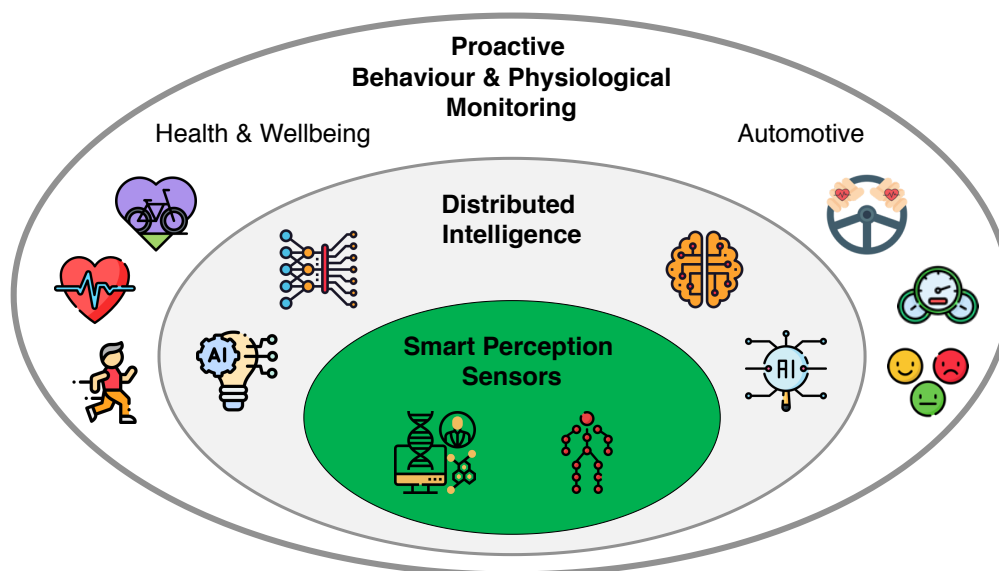 Proactive
Behaviour & Physiological
Monitoring
Health & Wellbeing
Automotive
Distributed
Intelligence
AI
AI
Smart Perception
Sensors